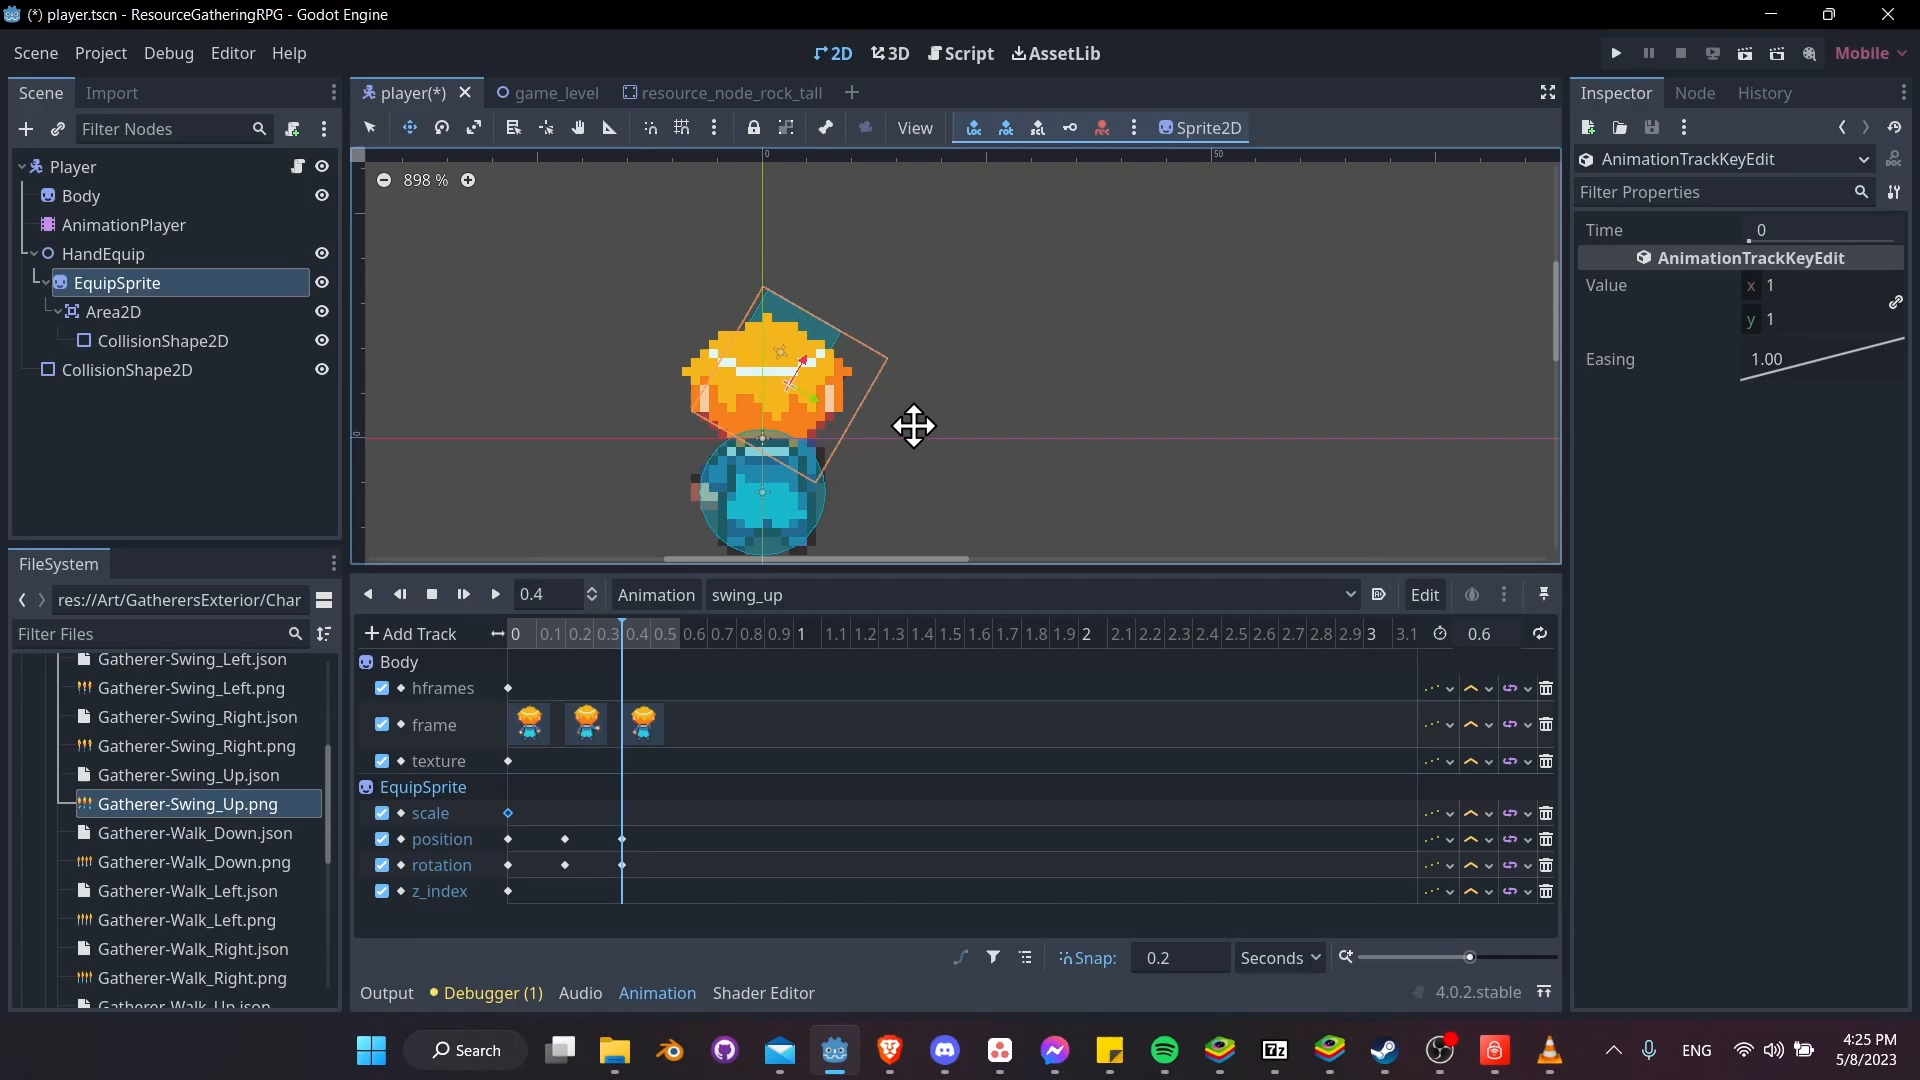 (*) player.tscn - ResourceGatheringRPG - Godot Engine
Scene Project Debug Editor Help
2D 3D Script AssetLib
Mobile
Scene Import
Filter Nodes
Player
Body
AnimationPlayer
HandEquip
EquipSprite
Area2D
CollisionShape2D
CollisionShape2D
FileSystem
res://Art/GatherersExterior/Char
Filter Files
Gatherer-Swing_Left.json
Gatherer-Swing_Left.png
Gatherer-Swing_Right.json
Gatherer-Swing_Right.png
Gatherer-Swing_Up.json
Gatherer-Swing_Up.png
Gatherer-Walk_Down.json
Gatherer-Walk_Down.png
Gatherer-Walk_Left.json
Gatherer-Walk_Left.png
Gatherer-Walk_Right.json
Gatherer-Walk_Right.png
Gatherer-Walk_Up.json
player(*) game_level resource_node_rock_tall
View Sprite2D
0 50
898 %
0
0.4 Animation swing_up Edit
Add Track 0 0.1 0.2 0.3 0.4 0.5 0.6 0.7 0.8 0.9 1 1.1 1.2 1.3 1.4 1.5 1.6 1.7 1.8 1.9 2 2.1 2.2 2.3 2.4 2.5 2.6 2.7 2.8 2.9 3 3.1 0.6
Body
hframes
frame
texture
EquipSprite
scale
position
rotation
z_index
Snap: 0.2 Seconds
Output Debugger (1) Audio Animation Shader Editor 4.0.2.stable
Inspector Node History
AnimationTrackKeyEdit
Filter Properties
Time 0
AnimationTrackKeyEdit
Value x 1
y 1
Easing 1.00
Search
ENG
4:25 PM
5/8/2023